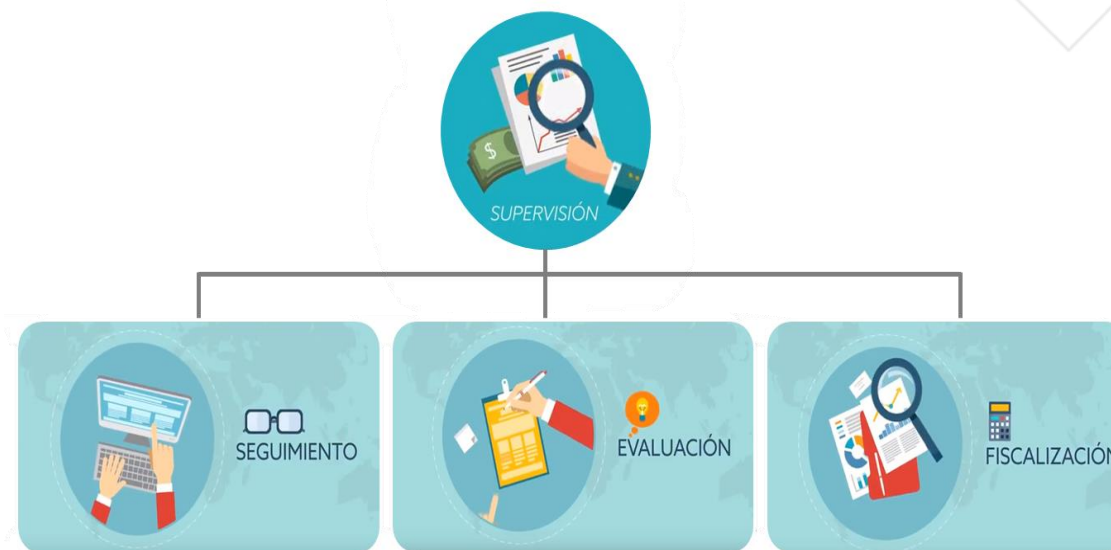 $
SUPERVISIÓN
SEGUIMIENTO
EVALUACIÓN
FISCALIZACIÓN